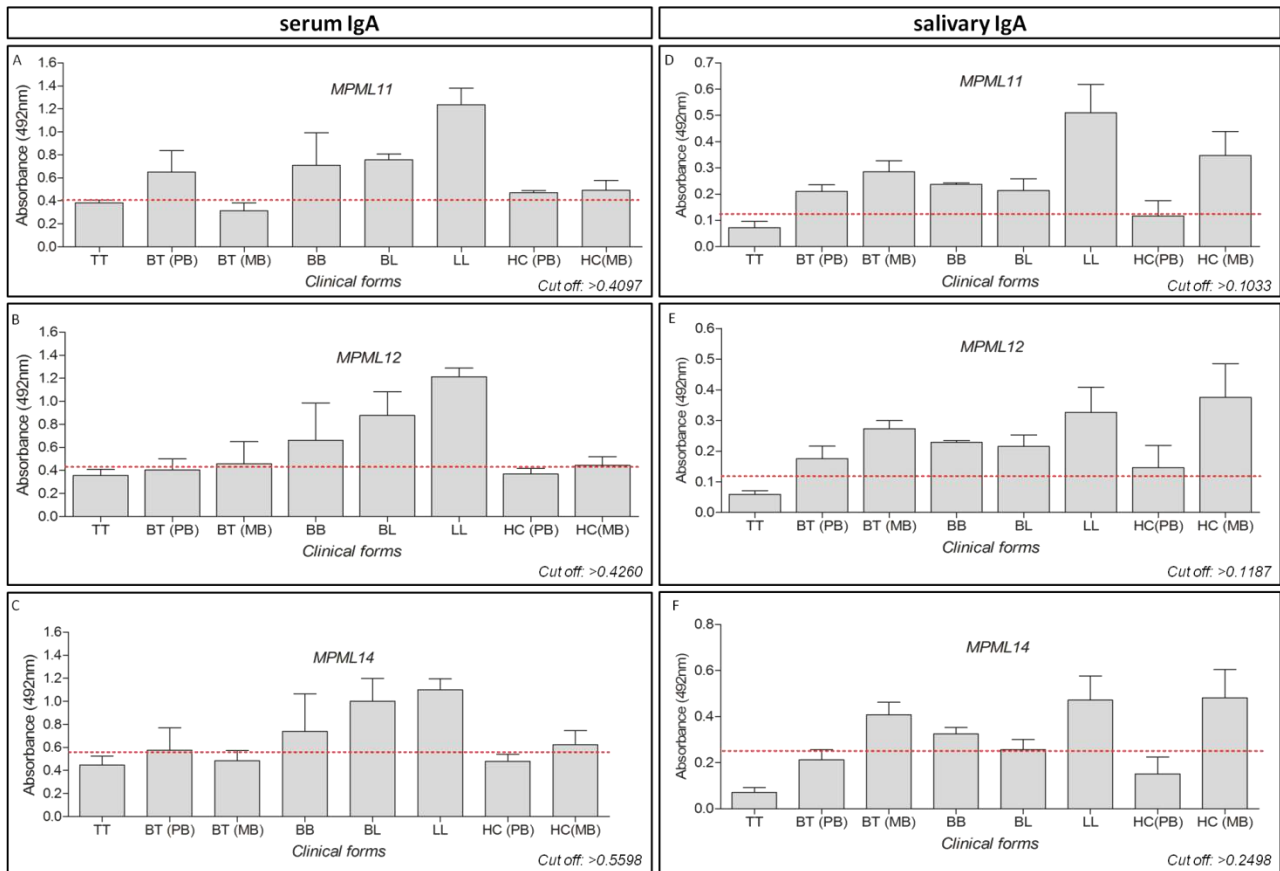 serum IgA
salivary IgA
A
1.6
1.4
1.2
1.0
0.8
0.6
0.4
0.2
0.0
Absorbance (492nm)
MPML11
TT BT (PB) BT (MB) BB BL LL HC (PB) HC(MB)
Clinical forms
Cut off: >0.4097
D
0.7
0.6
0.5
0.4
0.3
0.2
0.1
0.0
Absorbance (492nm)
MPML11
TT BT (PB) BT (MB) BB BL LL HC(PB) HC (MB)
Clinical forms
Cut off: >0.1033
B
1.6
1.4
1.2
1.0
0.8
0.6
0.4
0.2
0.0
Absorbance (492nm)
MPML12
TT BT (PB) BT (MB) BB BL LL HC (PB) HC(MB)
Clinical forms
Cut off: >0.4260
E
0.6
0.5
0.4
0.3
0.2
0.1
0.0
Absorbance (492nm)
MPML12
TT BT (PB) BT (MB) BB BL LL HC(PB) HC (MB)
Clinical forms
Cut off: >0.1187
C
1.6
1.4
1.2
1.0
0.8
0.6
0.4
0.2
0.0
Absorbance (492nm)
MPML14
TT BT (PB) BT (MB) BB BL LL HC (PB) HC(MB)
Clinical forms
Cut off: >0.5598
F
0.8
0.6
0.4
0.2
0.0
Absorbance (492nm)
MPML14
TT BT (PB) BT (MB) BB BL LL HC(PB) HC (MB)
Clinical forms
Cut off: >0.2498